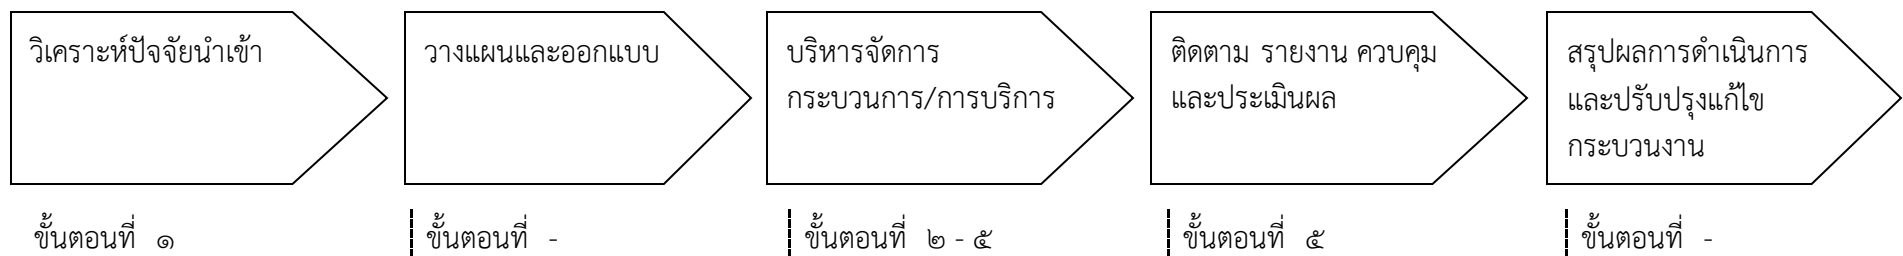 วิเคราะห์ปัจจัยนำเข้า
วางแผนและออกแบบ
บริหารจัดการ
กระบวนการ/การบริการ
ติดตาม รายงาน ควบคุม
และประเมินผล
สรุปผลการดำเนินการ
และปรับปรุงแก้ไข
กระบวนงาน
ขั้นตอนที่ ๑
ขั้นตอนที่ -
ขั้นตอนที่ ๒ - ๕
ขั้นตอนที่ ๕
ขั้นตอนที่ -